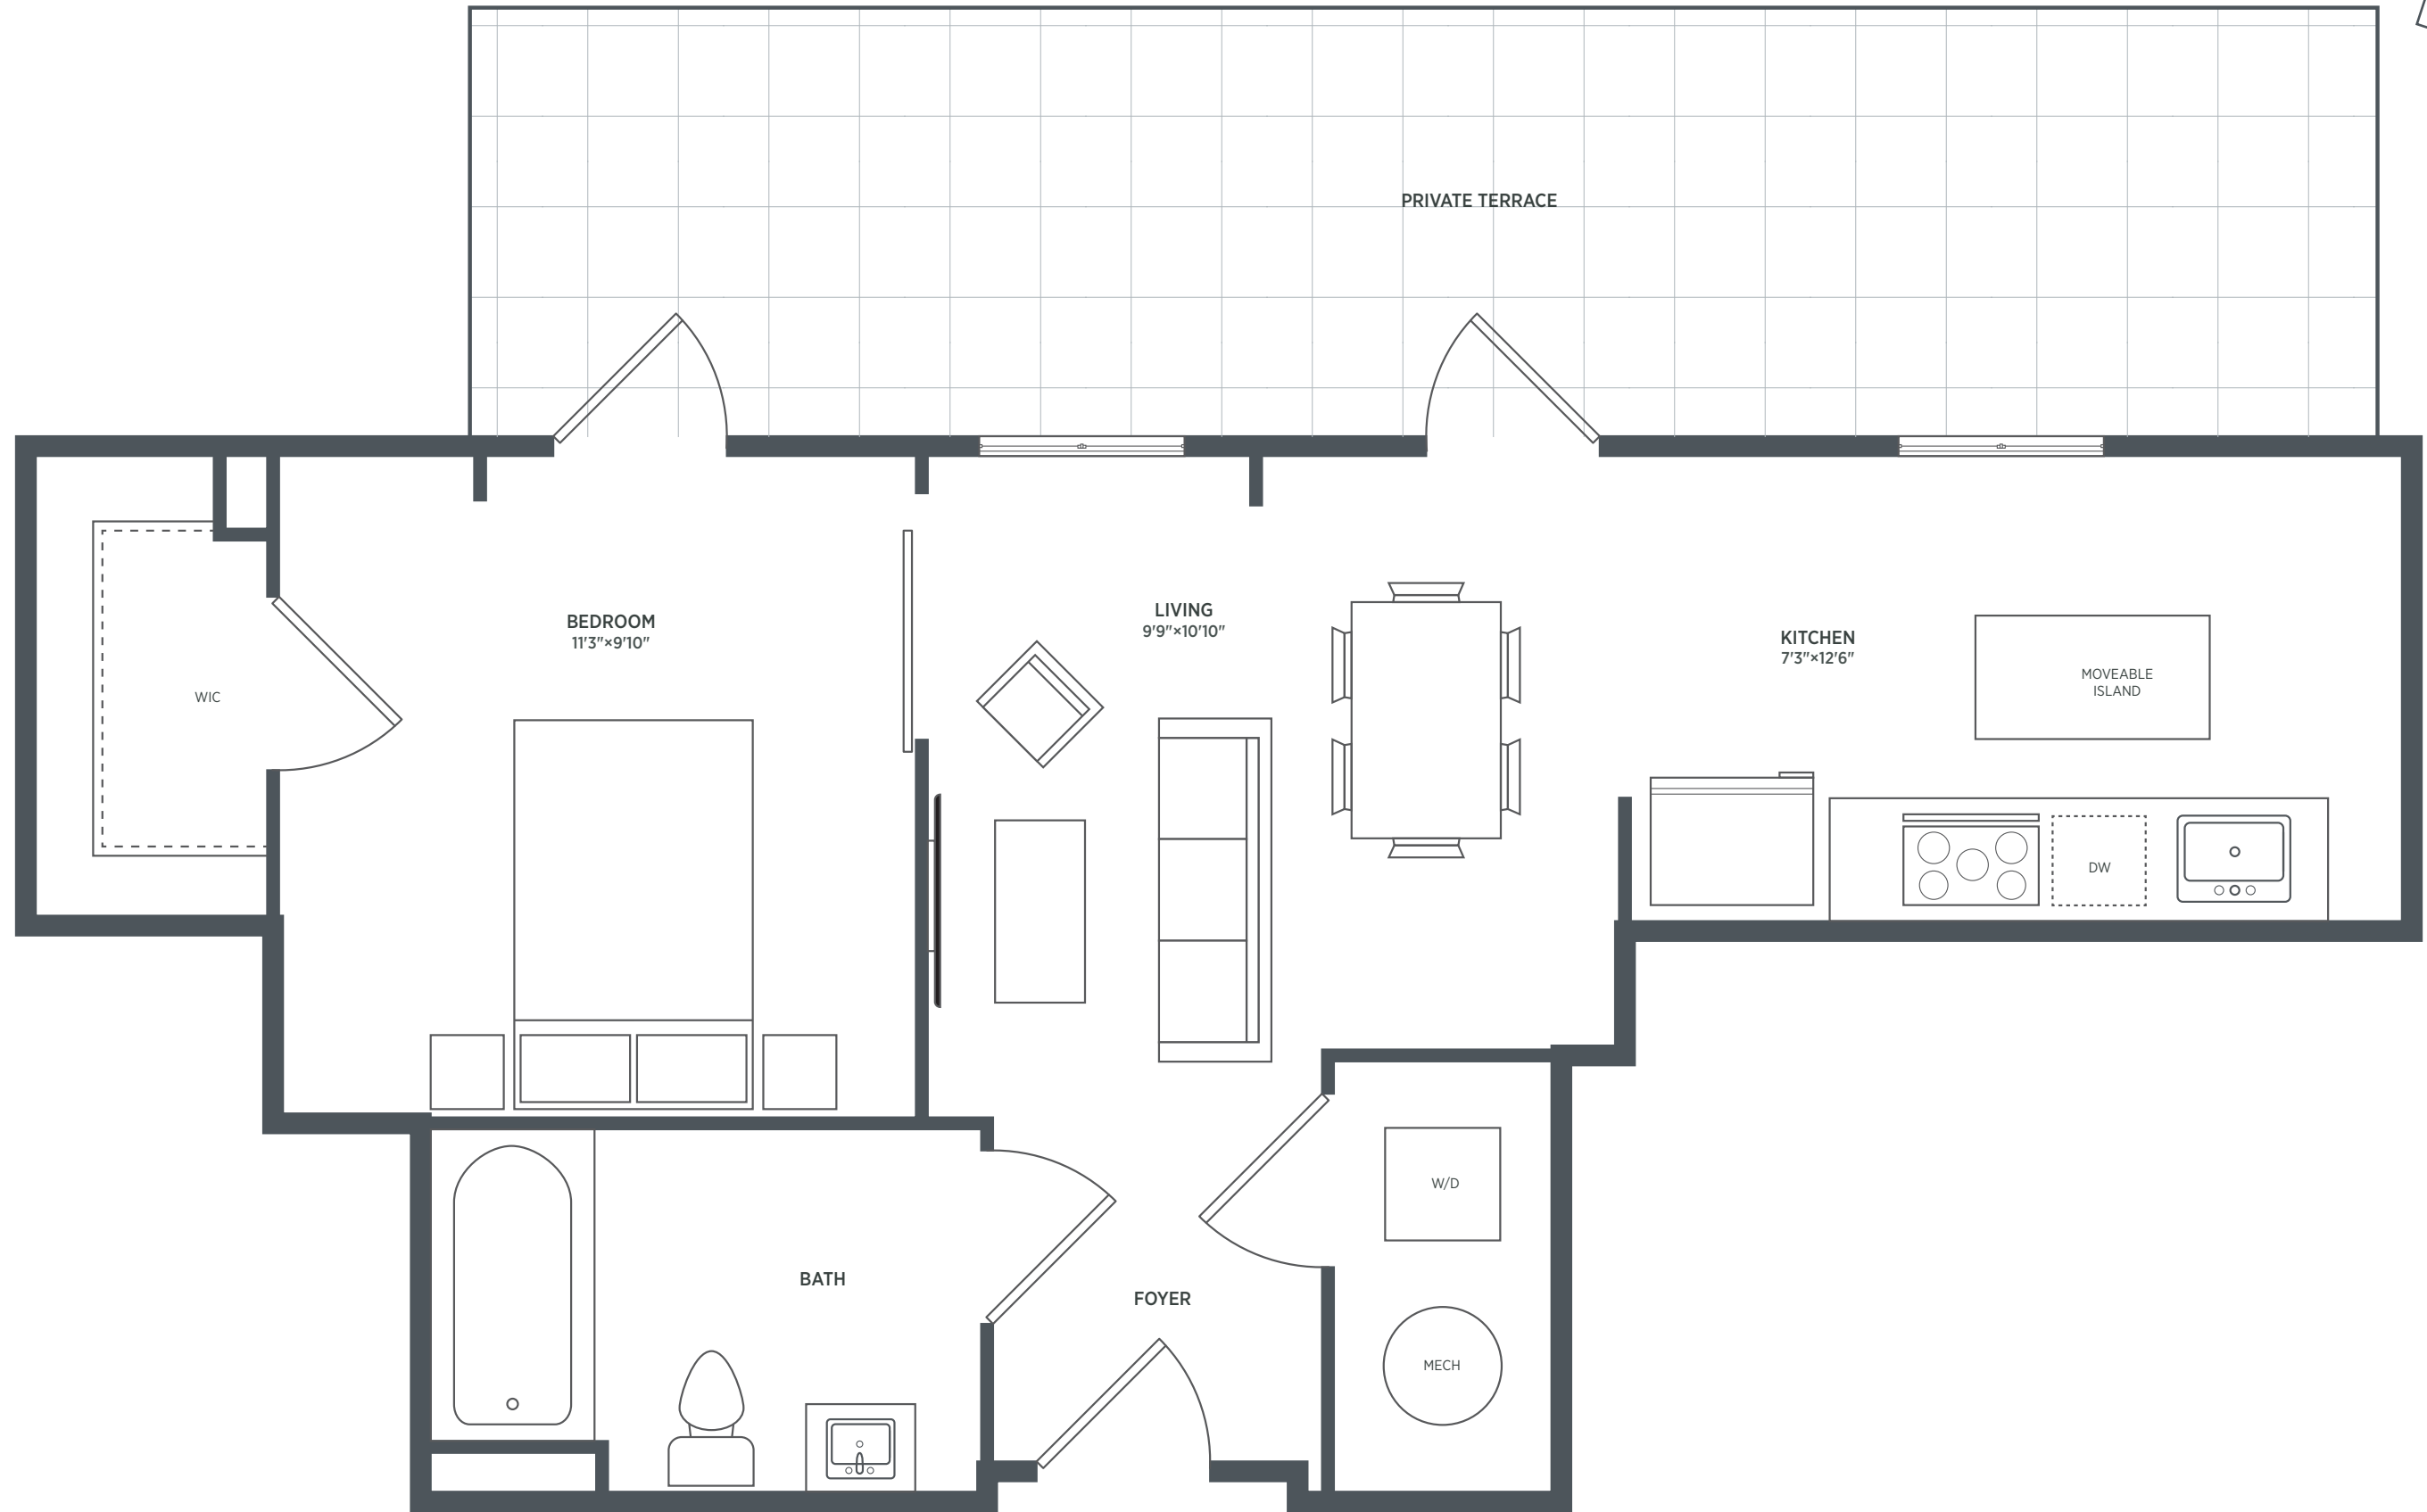 PRIVATE TERRACE
BEDROOM
11'3"×9'10"
LIVING
9'9"×10'10"
KITCHEN
7'3"×12'6"
MOVEABLE
ISLAND
WIC
DW
W/D
BATH
FOYER
MECH